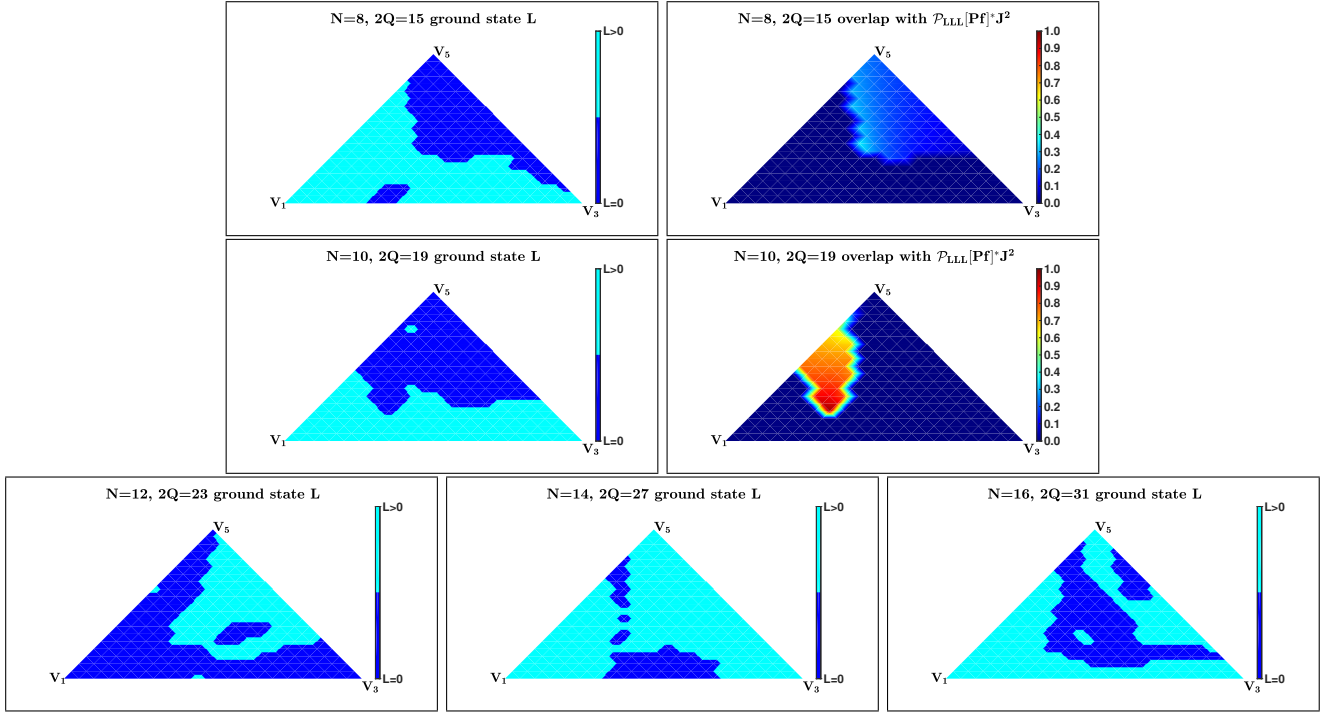 N=8, 2Q=15 ground state L
V₅
V₁
V₃
L>0
L=0
N=8, 2Q=15 overlap with 𝒫_LLL[Pf]*J²
V₅
V₁
V₃
1.0
0.9
0.8
0.7
0.6
0.5
0.4
0.3
0.2
0.1
0.0
N=10, 2Q=19 ground state L
V₅
V₁
V₃
L>0
L=0
N=10, 2Q=19 overlap with 𝒫_LLL[Pf]*J²
V₅
V₁
V₃
1.0
0.9
0.8
0.7
0.6
0.5
0.4
0.3
0.2
0.1
0.0
N=12, 2Q=23 ground state L
V₅
V₁
V₃
L>0
L=0
N=14, 2Q=27 ground state L
V₅
V₁
V₃
L>0
L=0
N=16, 2Q=31 ground state L
V₅
V₁
V₃
L>0
L=0